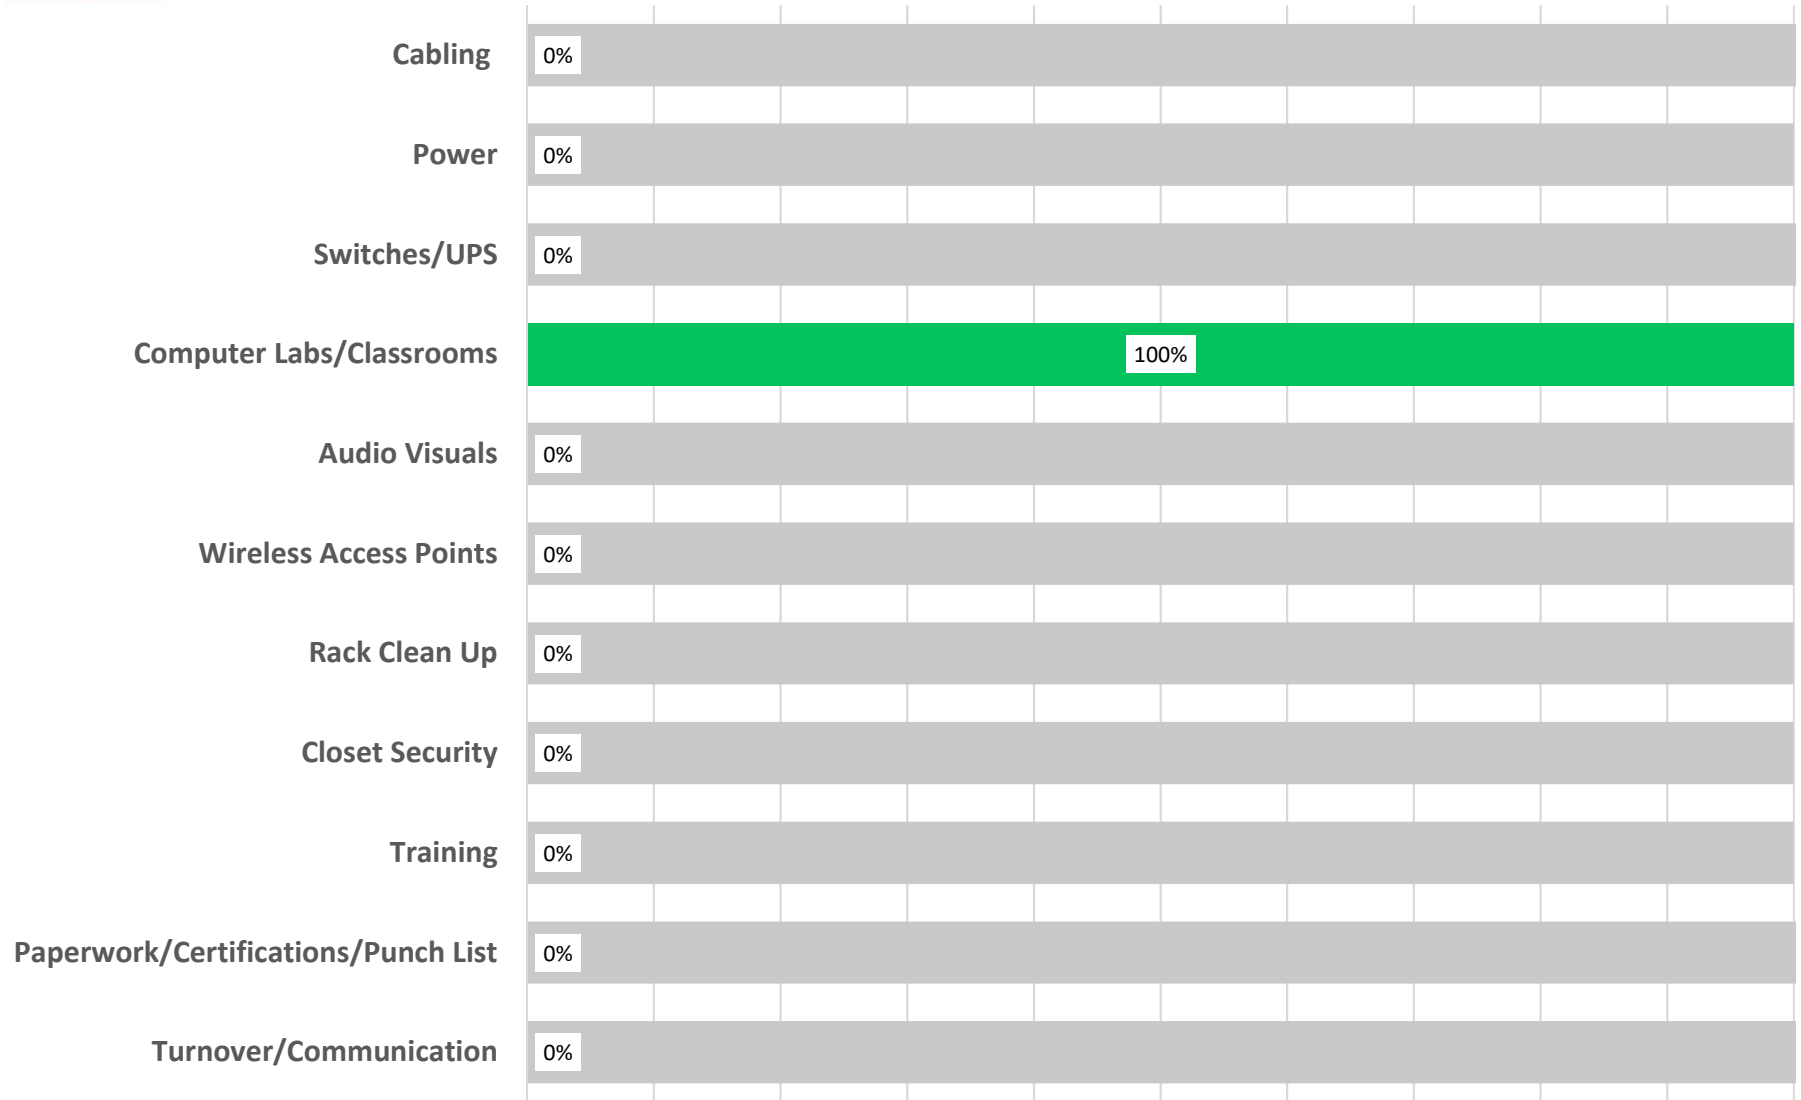 Cabling 0%
Power 0%
Switches/UPS 0%
Computer Labs/Classrooms 100%
Audio Visuals 0%
Wireless Access Points 0%
Rack Clean Up 0%
Closet Security 0%
Training 0%
Paperwork/Certifications/Punch List 0%
Turnover/Communication 0%